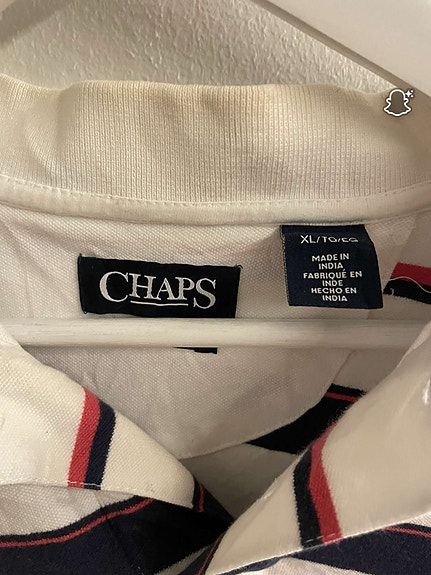 CHAPS
XL/TG/EG
MADE IN
INDIA
FABRIQUÉ EN
INDE
HECHO EN
INDIA